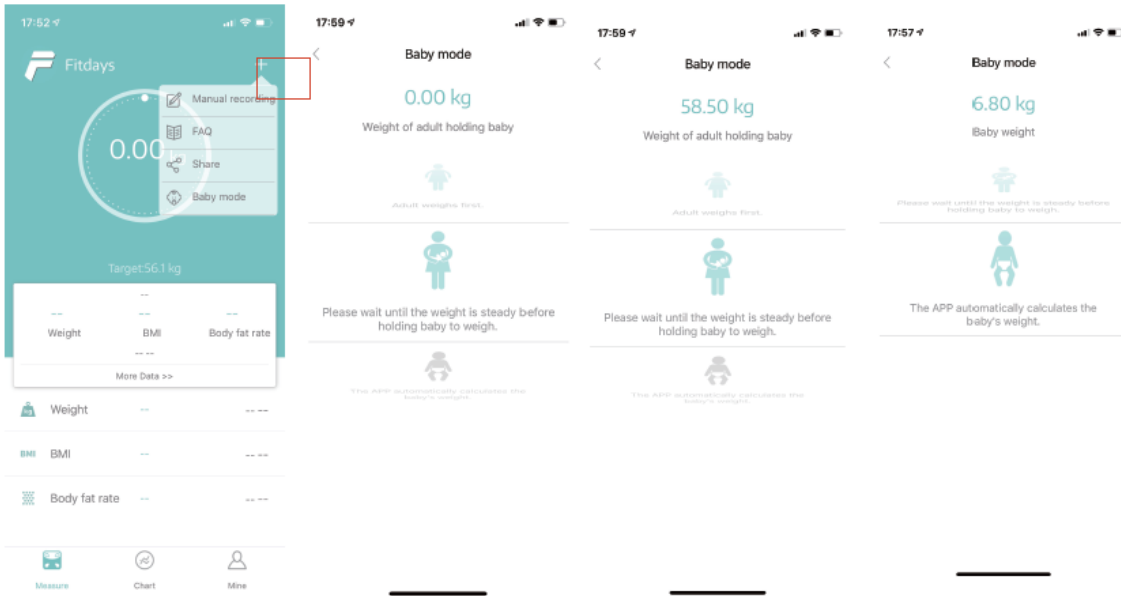 17:52
Fitdays
Manual recording
FAQ
Share
Baby mode
0.00
Target:56.1 kg
--
-- -- --
Weight BMI Body fat rate
-- --
More Data >>
Weight -- -- --
BMI BMI -- -- --
Body fat rate -- -- --
Measure Chart Mine
17:59
Baby mode
0.00 kg
Weight of adult holding baby
Adult weighs first.
Please wait until the weight is steady before
holding baby to weigh.
The APP automatically calculates the
baby's weight.
17:59
Baby mode
58.50 kg
Weight of adult holding baby
Adult weighs first.
Please wait until the weight is steady before
holding baby to weigh.
The APP automatically calculates the
baby's weight.
17:57
Baby mode
6.80 kg
Baby weight
Please wait until the weight is steady before
holding baby to weigh.
The APP automatically calculates the
baby's weight.